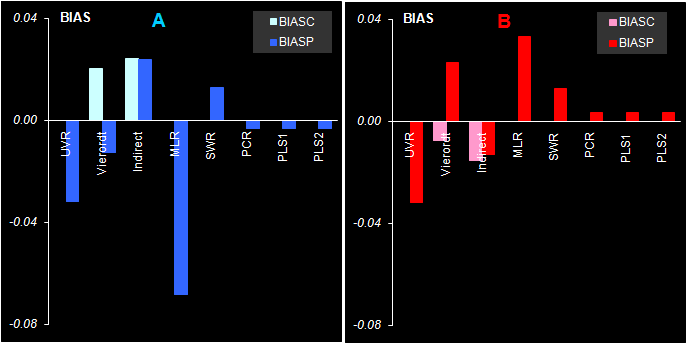 BIAS
A
BIASC
BIASP
0.04
0.00
-0.04
-0.08
UVR
Vierordt
Indirect
MLR
SWR
PCR
PLS1
PLS2
BIAS
B
BIASC
BIASP
0.04
0.00
-0.04
-0.08
UVR
Vierordt
Indirect
MLR
SWR
PCR
PLS1
PLS2